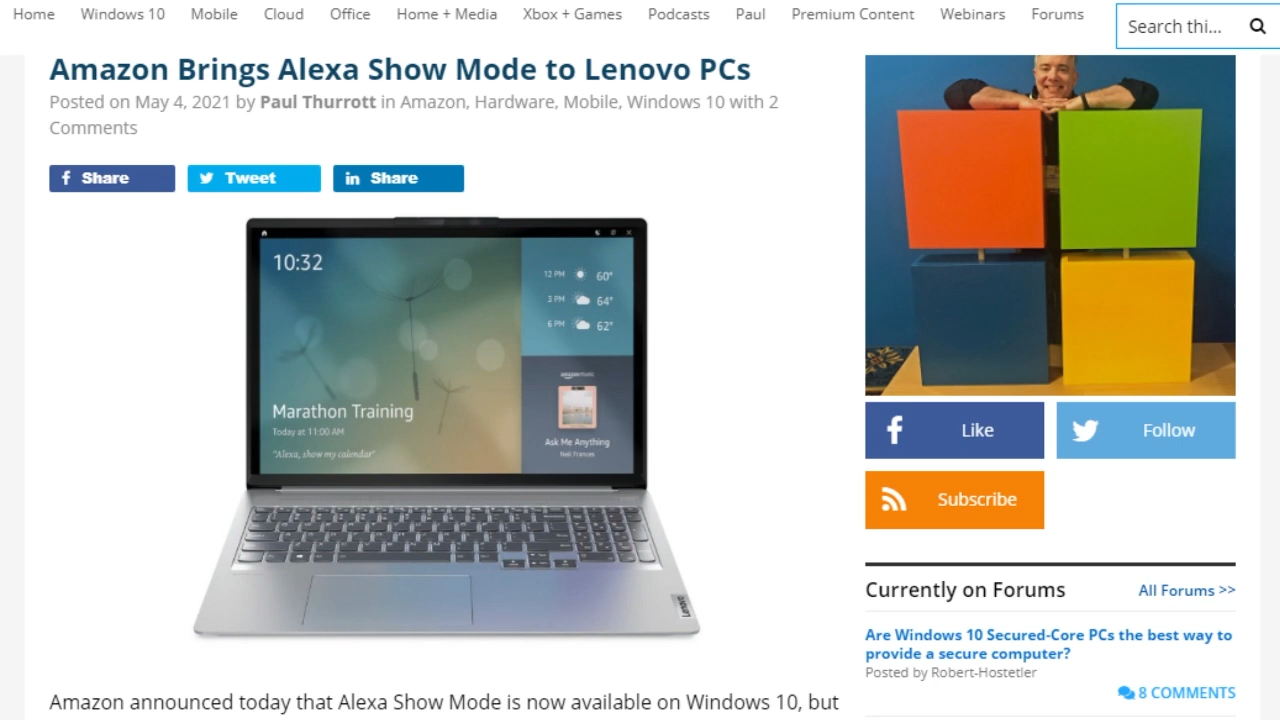 Home Windows 10 Mobile Cloud Office Home + Media Xbox + Games Podcasts Paul Premium Content Webinars Forums
Search thi...
Amazon Brings Alexa Show Mode to Lenovo PCs
Posted on May 4, 2021 by Paul Thurrott in Amazon, Hardware, Mobile, Windows 10 with 2
Comments
Share Tweet Share
10:32
12 PM 60°
3 PM 64°
6 PM 62°
Marathon Training
Today at 11:00 AM
"Alexa, show my calendar"
amazon music
Ask Me Anything
Neil Frances
Lenovo
Amazon announced today that Alexa Show Mode is now available on Windows 10, but
Like Follow
Subscribe
Currently on Forums All Forums >>
Are Windows 10 Secured-Core PCs the best way to
provide a secure computer?
Posted by Robert-Hostetler
8 COMMENTS